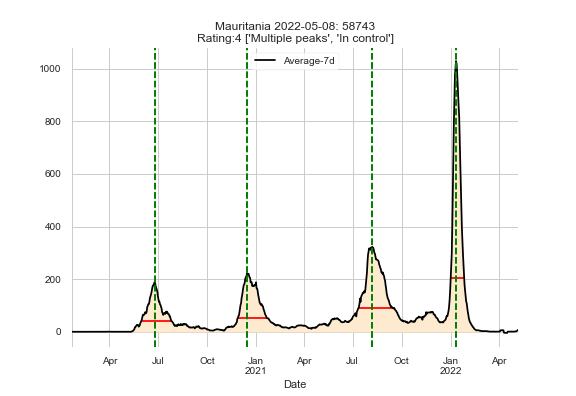 Mauritania 2022-05-08: 58743
Rating:4 ['Multiple peaks', 'In control']
Average-7d
1000
800
600
400
200
0
Apr Jul Oct Jan Apr Jul Oct Jan Apr
2021 2022
Date